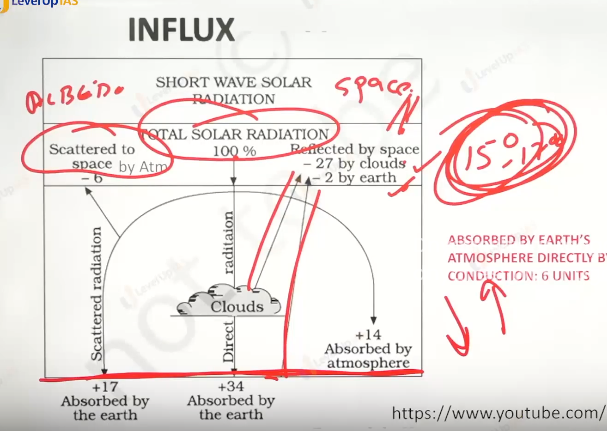 LeverUp IAS
INFLUX
ALBEDO
space
SHORT WAVE SOLAR
RADIATION
TOTAL SOLAR RADIATION
100 %
Scattered to
space by Atm
– 6
Reflected by space
– 27 by clouds
– 2 by earth
15°
ABSORBED BY EARTH'S
ATMOSPHERE DIRECTLY B
CONDUCTION: 6 UNITS
Scattered radiation
Direct raditaion
Clouds
+14
Absorbed by
atmosphere
+17
Absorbed by
the earth
+34
Absorbed by
the earth
https://www.youtube.com/